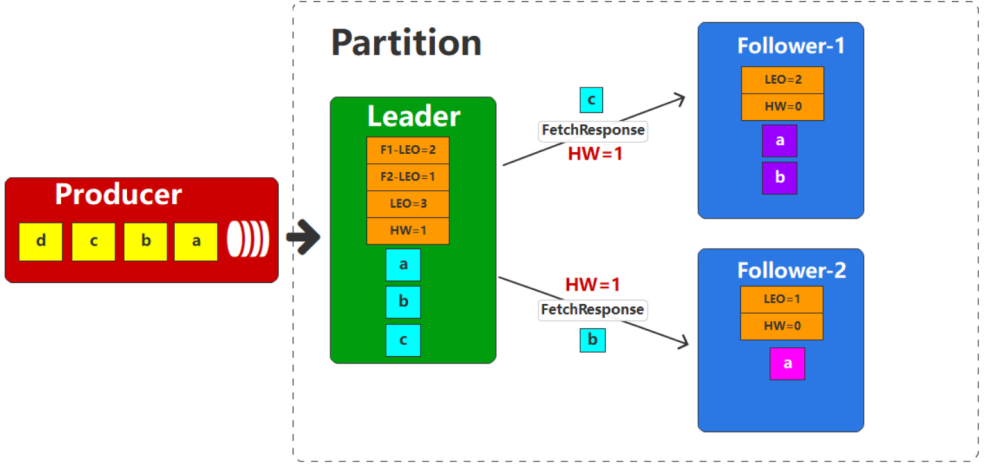 Partition
Producer
d c b a
Leader
F1-LEO=2
F2-LEO=1
LEO=3
HW=1
a
b
c
c
FetchResponse
HW=1
HW=1
FetchResponse
b
Follower-1
LEO=2
HW=0
a
b
Follower-2
LEO=1
HW=0
a